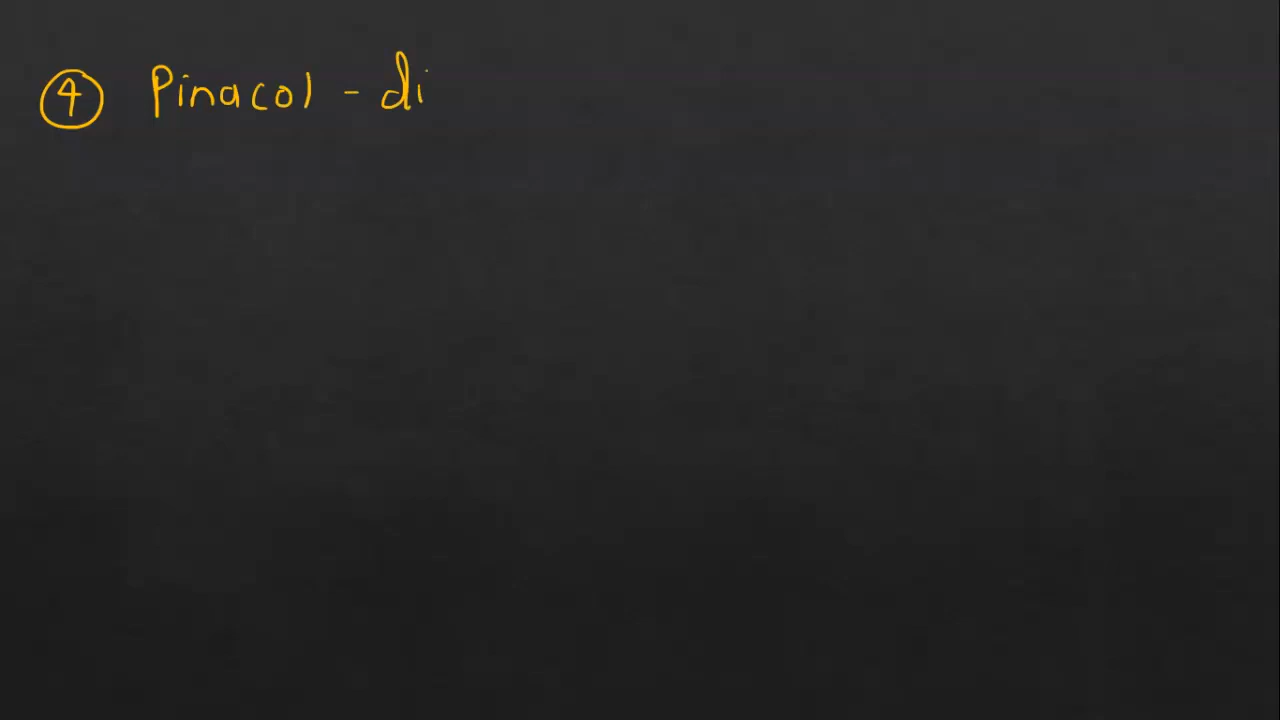 ④ Pinacol - di